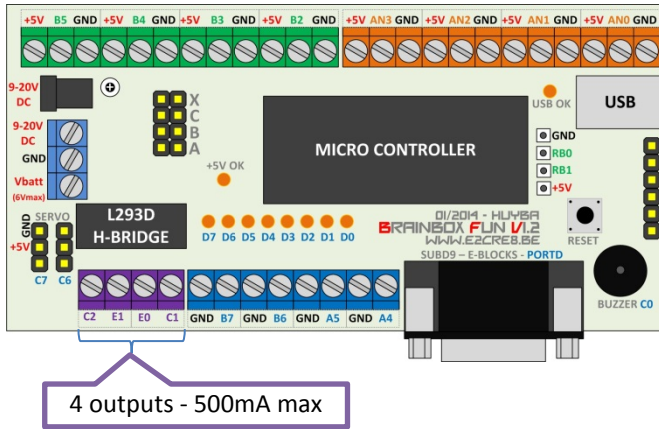 +5V B5 GND +5V B4 GND +5V B3 GND +5V B2 GND +5V AN3 GND +5V AN2 GND +5V AN1 GND +5V AN0 GND
9-20V
DC
9-20V
DC
GND
Vbatt
(6Vmax)
X
C
B
A
+5V OK
MICRO CONTROLLER
USB OK
USB
GND
RB0
RB1
+5V
SERVO
GND
+5V
C7 C6
L293D
H-BRIDGE
D7 D6 D5 D4 D3 D2 D1 D0
01/2014 - HUYBA
BRAINBOX FUN V1.2
WWW.E2CRE8.BE
SUBD9 – E-BLOCKS - PORTD
RESET
BUZZER C0
C2 E1 E0 C1 GND B7 GND B6 GND A5 GND A4
4 outputs - 500mA max